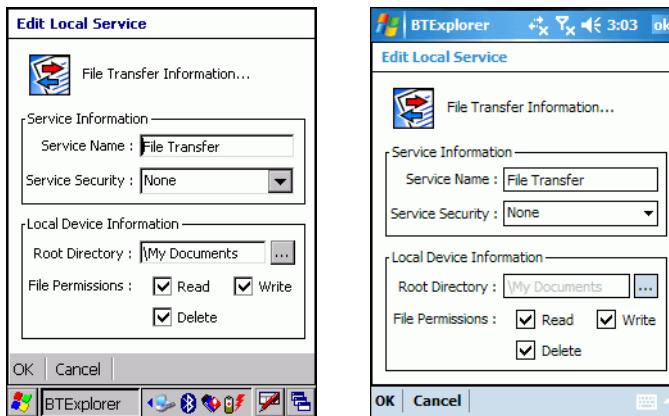 Edit Local Service
File Transfer Information...
Service Information
Service Name : File Transfer
Service Security : None
Local Device Information
Root Directory : \My Documents ...
File Permissions : Read Write
Delete
OK Cancel
BTExplorer
BTExplorer 3:03 ok
Edit Local Service
File Transfer Information...
Service Information
Service Name : File Transfer
Service Security : None
Local Device Information
Root Directory : \My Documents ...
File Permissions : Read Write
Delete
OK Cancel